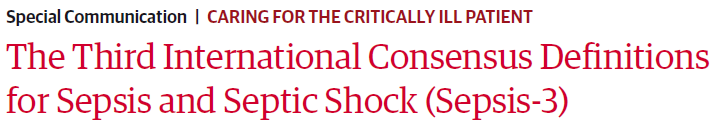 Special Communication | CARING FOR THE CRITICALLY ILL PATIENT
The Third International Consensus Definitions
for Sepsis and Septic Shock (Sepsis-3)